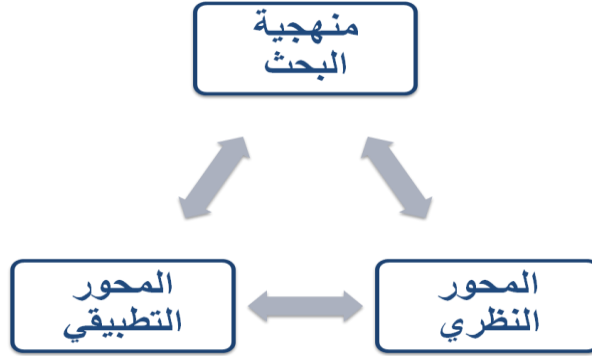 منهجية
البحث
المحور
النظري
المحور
التطبيقي